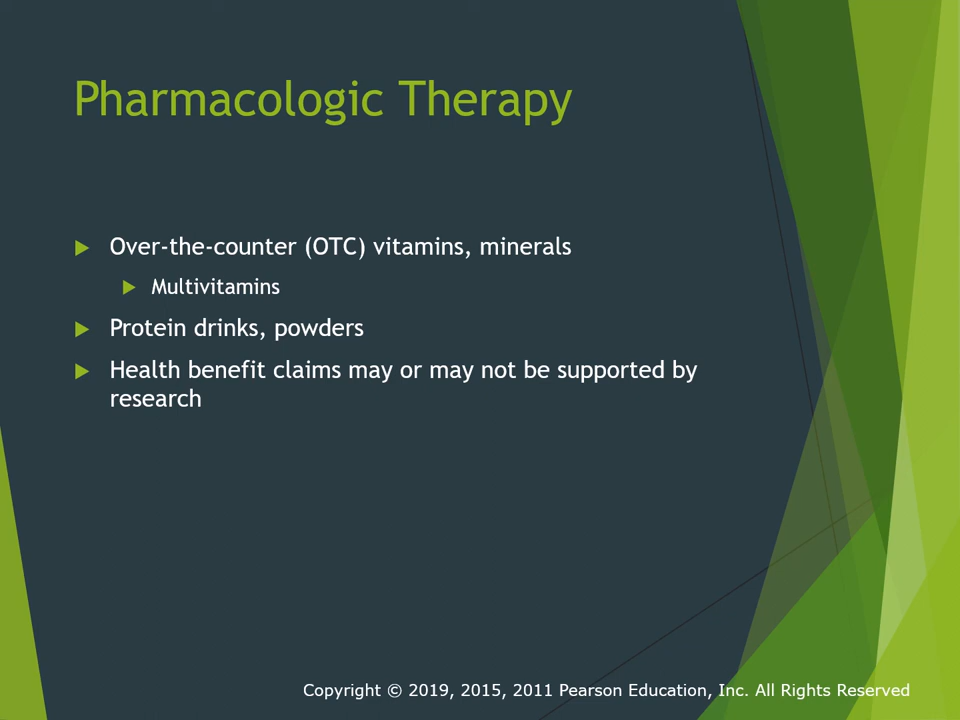 Pharmacologic Therapy
Over-the-counter (OTC) vitamins, minerals
Multivitamins
Protein drinks, powders
Health benefit claims may or may not be supported by
research
Copyright © 2019, 2015, 2011 Pearson Education, Inc. All Rights Reserved